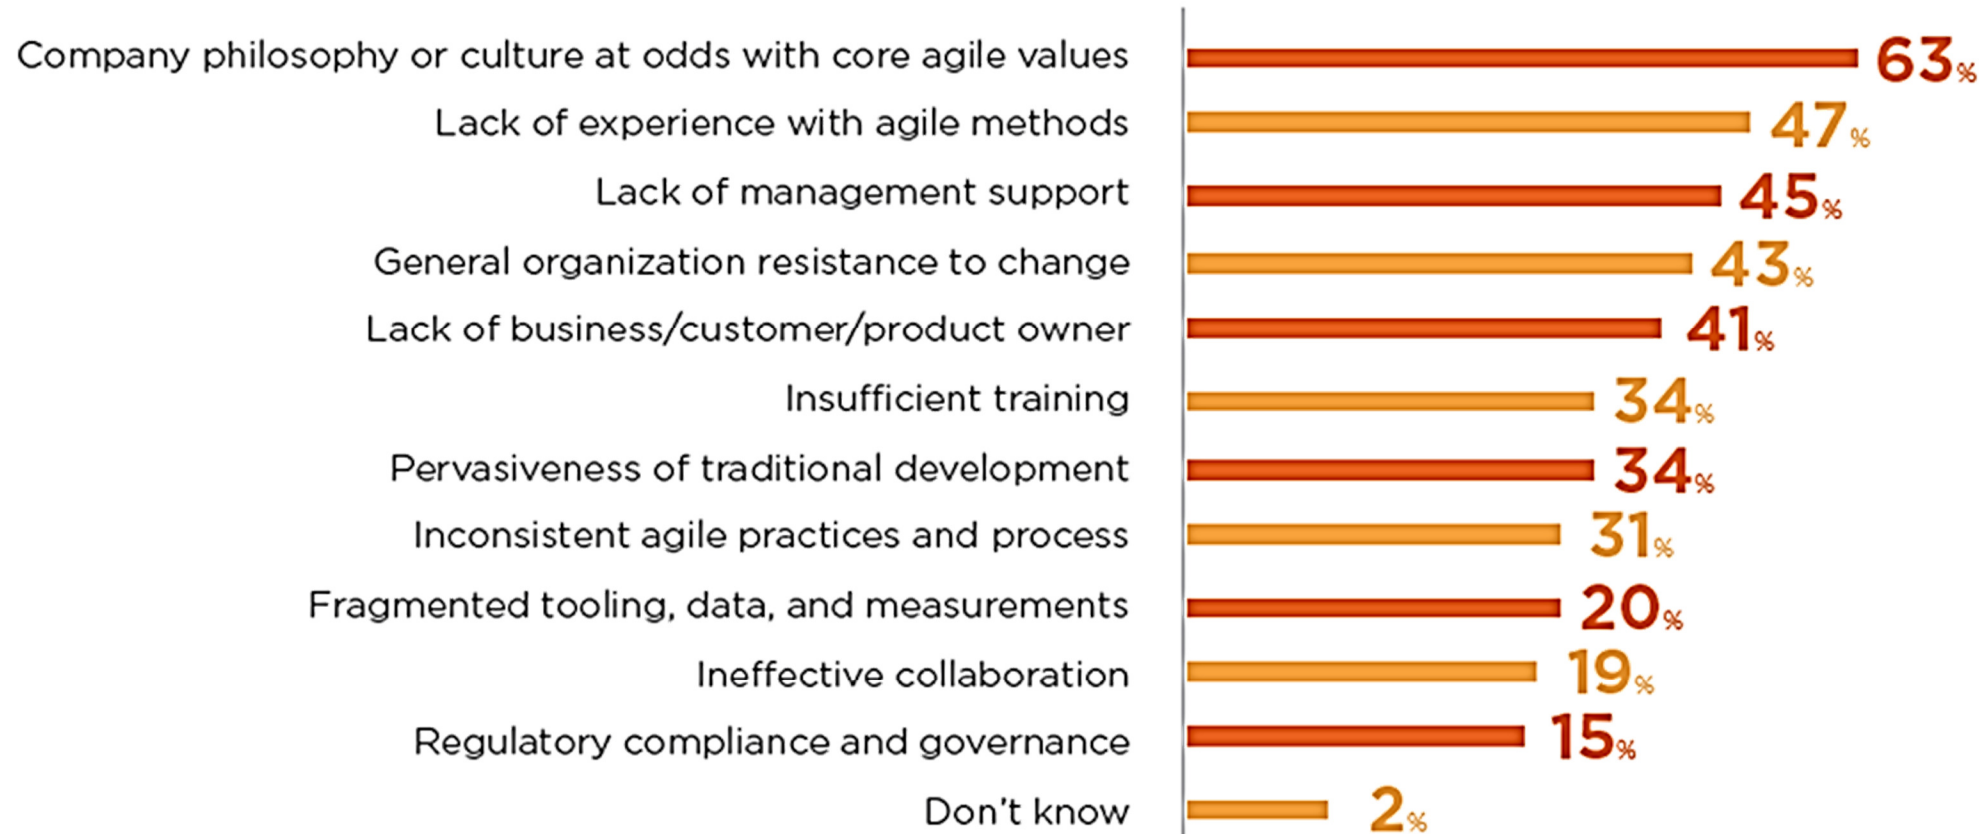 Company philosophy or culture at odds with core agile values 63%
Lack of experience with agile methods 47%
Lack of management support 45%
General organization resistance to change 43%
Lack of business/customer/product owner 41%
Insufficient training 34%
Pervasiveness of traditional development 34%
Inconsistent agile practices and process 31%
Fragmented tooling, data, and measurements 20%
Ineffective collaboration 19%
Regulatory compliance and governance 15%
Don't know 2%